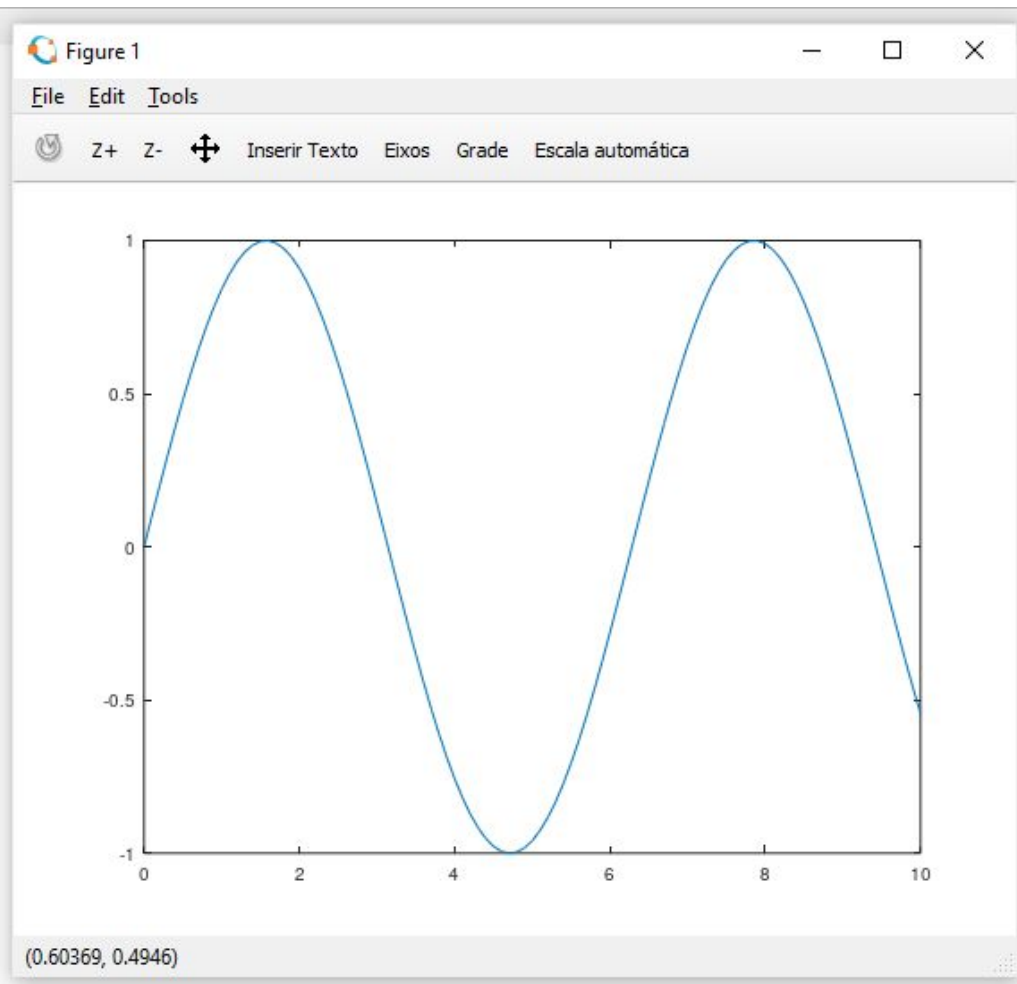 Figure 1
File Edit Tools
Z+ Z- Inserir Texto Eixos Grade Escala automática
1
0.5
0
-0.5
-1
0 2 4 6 8 10
(0.60369, 0.4946)